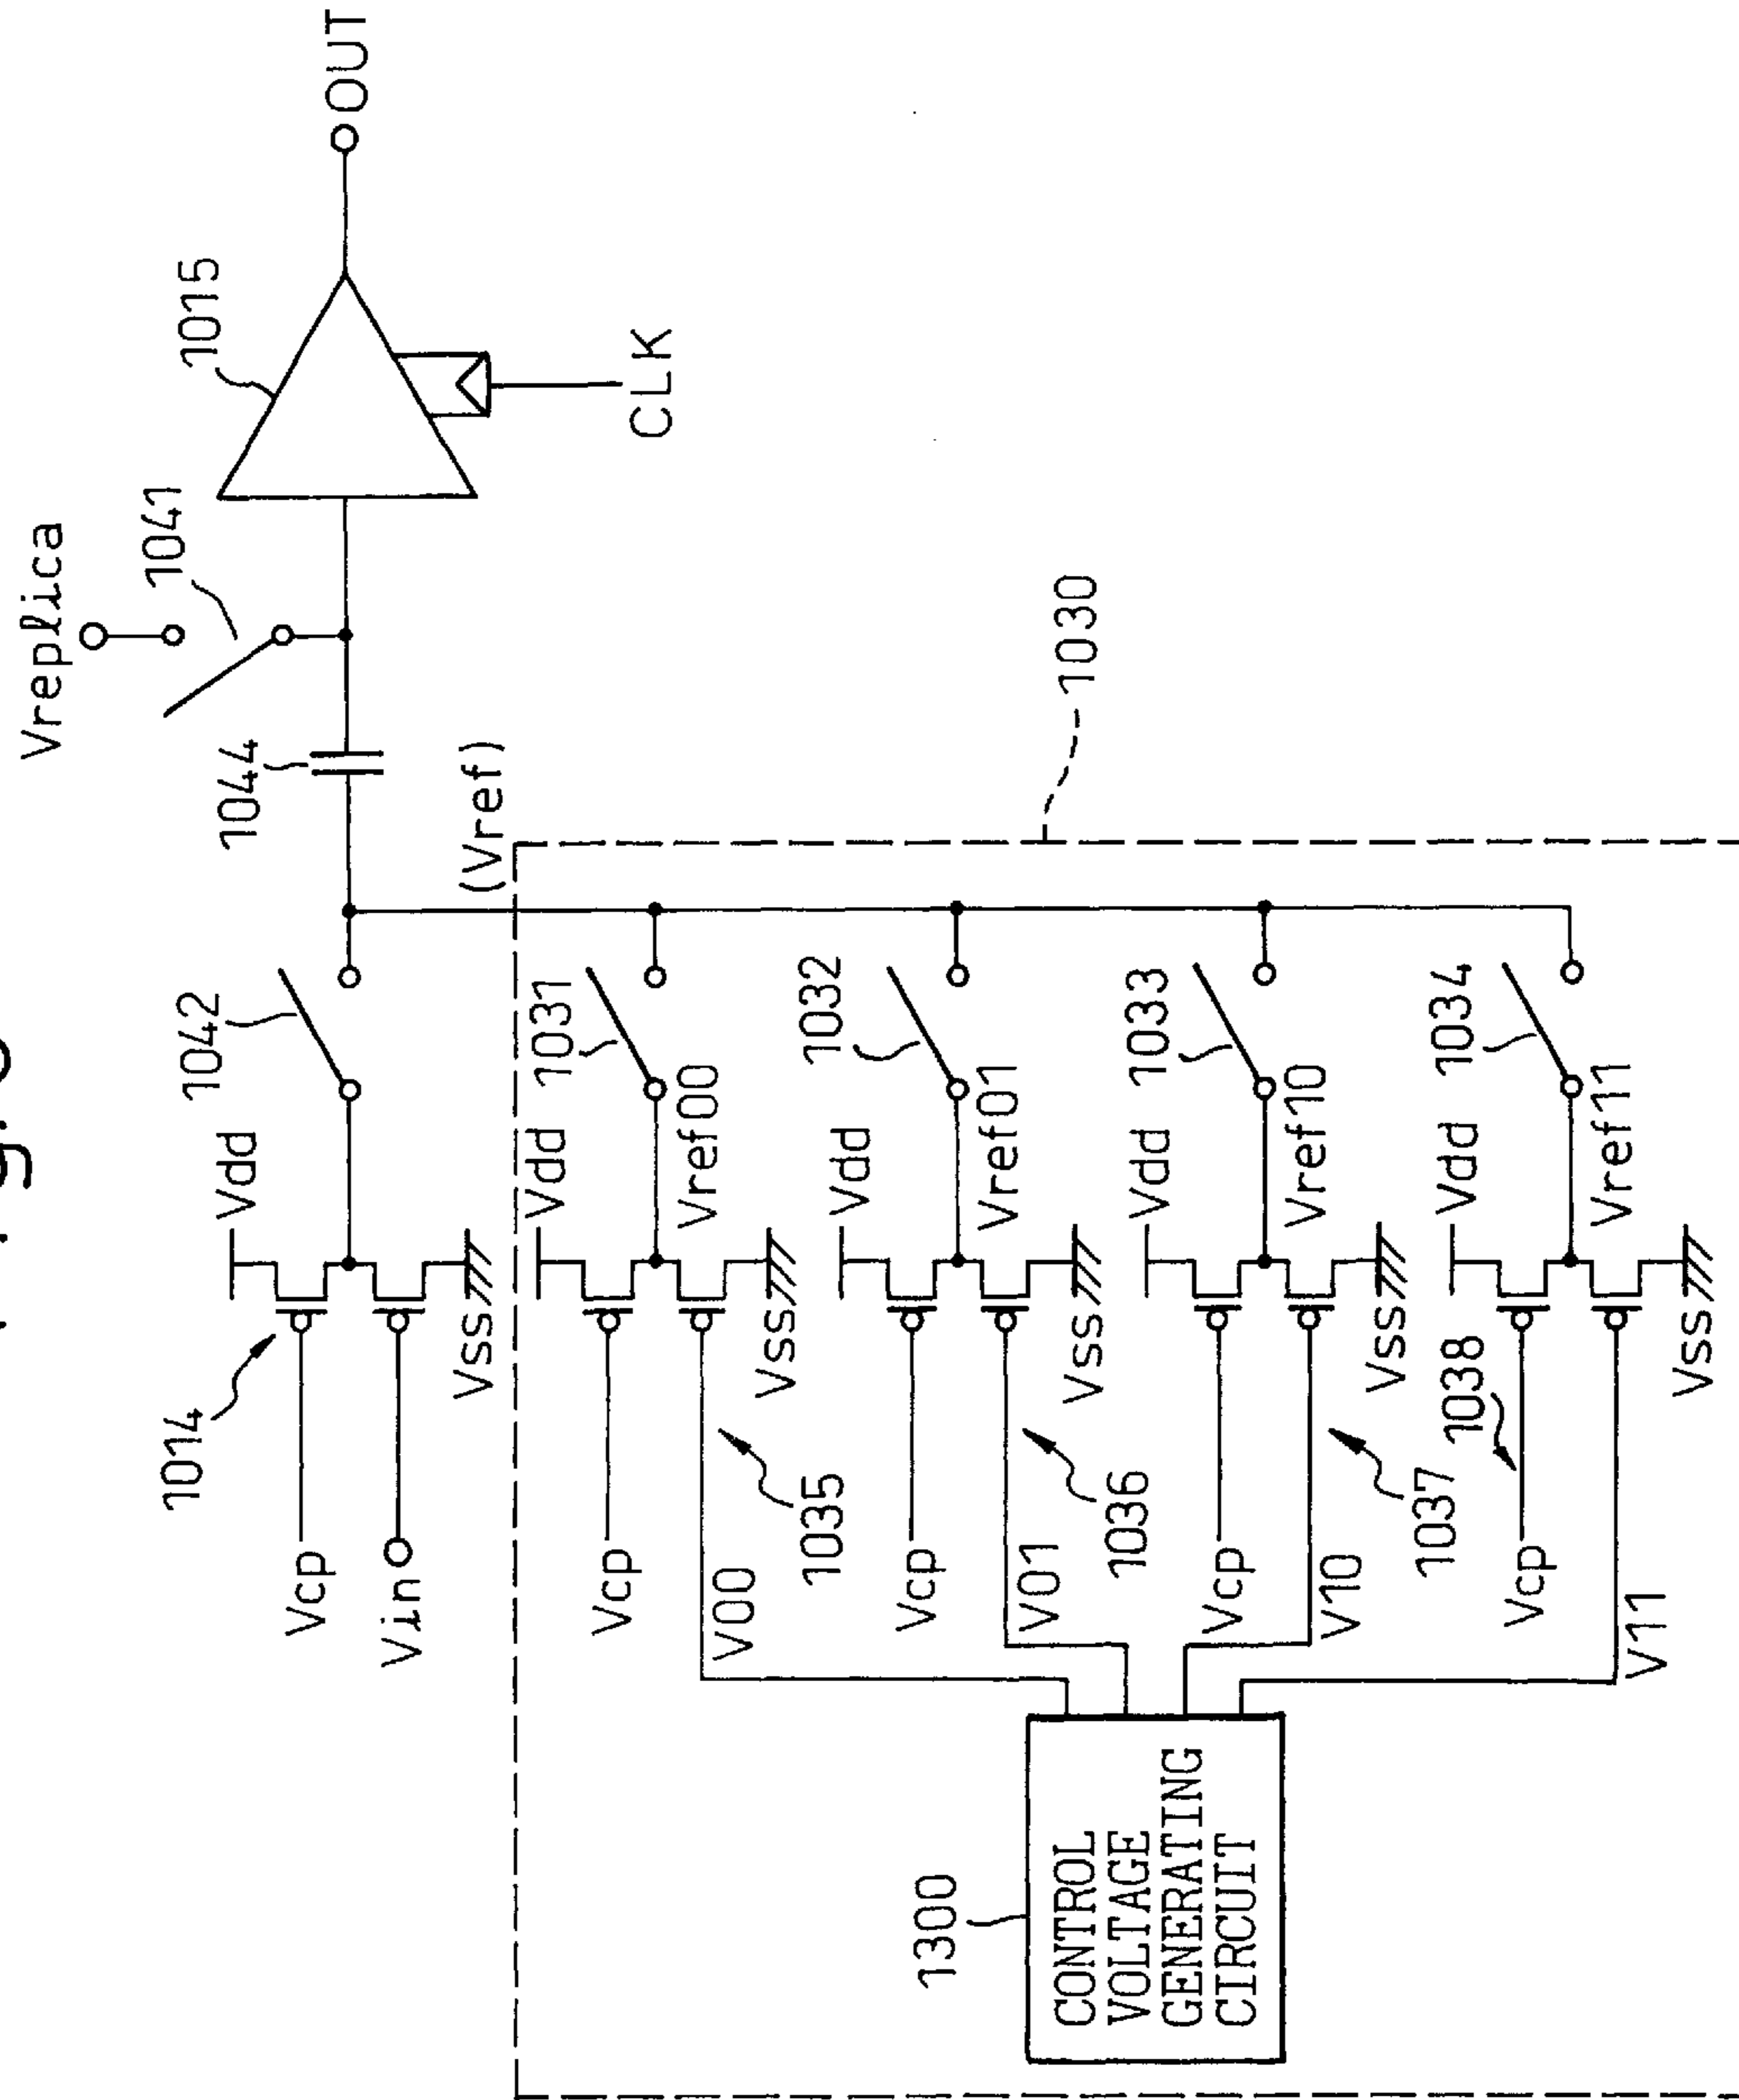 Vreplica
1041
1015
OUT
1044
CLK
(Vref)
1030
1042
Vdd
1014
Vcp
Vin
Vss
1031
Vdd
Vref00
Vcp
V00
Vss
1035
1032
Vdd
Vref01
Vcp
V01
Vss
1036
1033
Vdd
Vref10
Vcp
V10
Vss
1037
1034
Vdd
Vref11
1038
Vcp
V11
Vss
1300
CONTROL
VOLTAGE
GENERATING
CIRCUIT